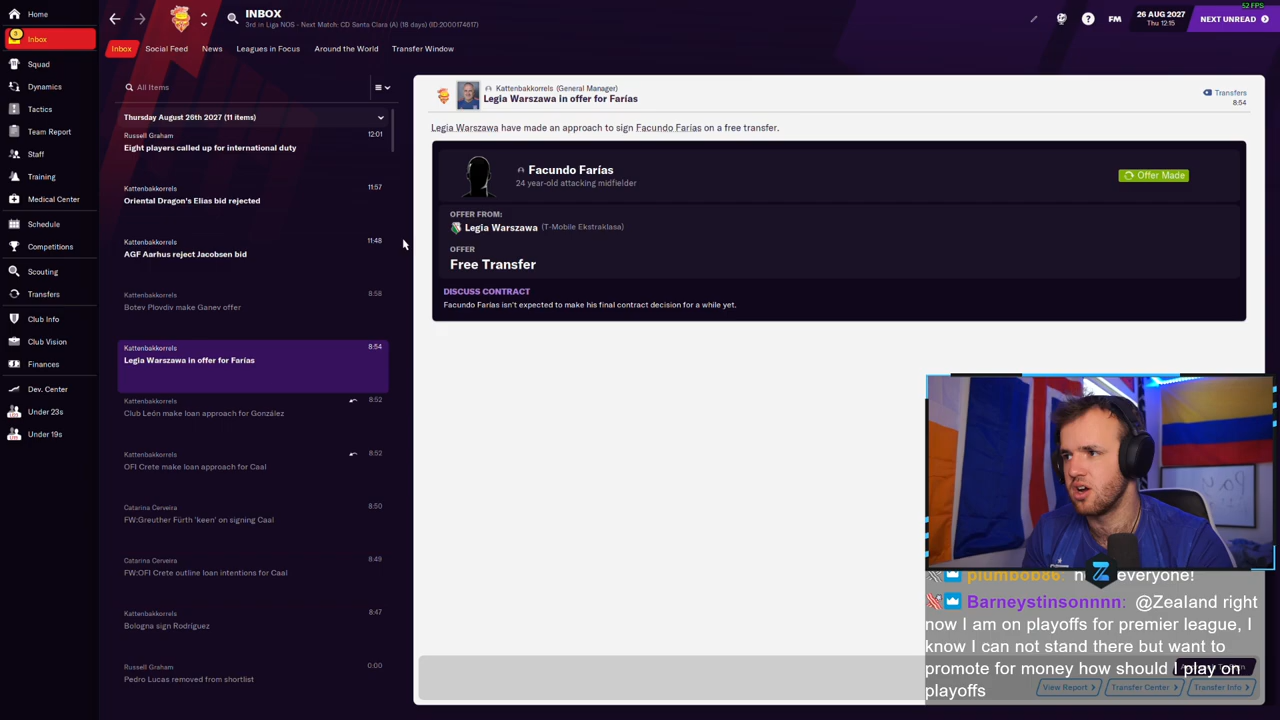 52 FPS
Home
Inbox
Squad
Dynamics
Tactics
Team Report
Staff
Training
Medical Center
Schedule
Competitions
Scouting
Transfers
Club Info
Club Vision
Finances
Dev. Center
Under 23s
Under 19s
INBOX
3rd in Liga NOS - Next Match: CD Santa Clara (A) (18 days) (ID:2000174617)
FM
26 AUG 2027
Thu 12:15
NEXT UNREAD
Inbox
Social Feed
News
Leagues in Focus
Around the World
Transfer Window
All Items
Thursday August 26th 2027 (11 items)
Russell Graham 12:01
Eight players called up for international duty
Kattenbakkorrels 11:57
Oriental Dragon's Elias bid rejected
Kattenbakkorrels 11:48
AGF Aarhus reject Jacobsen bid
Kattenbakkorrels 8:58
Botev Plovdiv make Ganev offer
Kattenbakkorrels 8:54
Legia Warszawa in offer for Farías
Kattenbakkorrels 8:52
Club León make loan approach for González
Kattenbakkorrels 8:52
OFI Crete make loan approach for Caal
Catarina Cerveira 8:50
FW:Greuther Fürth 'keen' on signing Caal
Catarina Cerveira 8:49
FW:OFI Crete outline loan intentions for Caal
Kattenbakkorrels 8:47
Bologna sign Rodríguez
Russell Graham 0:00
Pedro Lucas removed from shortlist
Kattenbakkorrels (General Manager)
Legia Warszawa in offer for Farías
Transfers
8:54
Legia Warszawa have made an approach to sign Facundo Farías on a free transfer.
Facundo Farías
24 year-old attacking midfielder
Offer Made
OFFER FROM:
Legia Warszawa (T-Mobile Ekstraklasa)
OFFER
Free Transfer
DISCUSS CONTRACT
Facundo Farías isn't expected to make his final contract decision for a while yet.
plumbob86: everyone!
Barneystinsonnnn: @Zealand right
now I am on playoffs for premier league, I
know I can not stand there but want to
promote for money how should I play on
playoffs
View Report
Transfer Center
Transfer Info